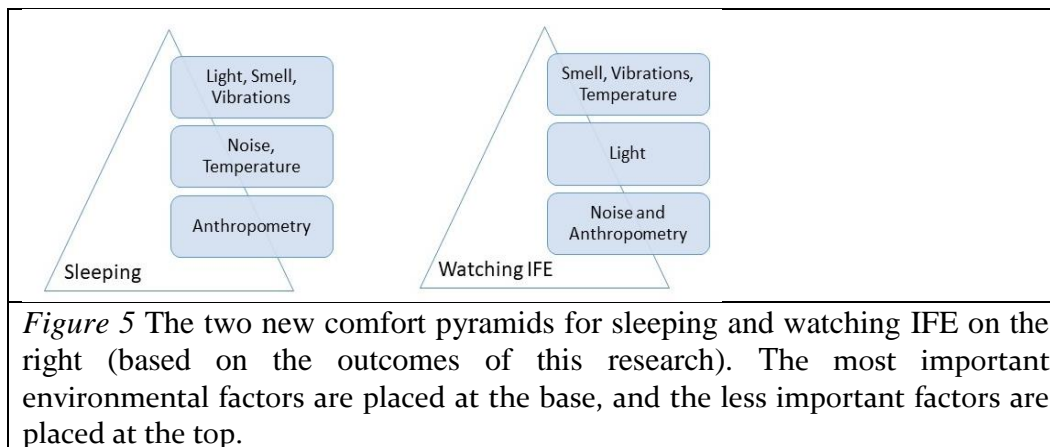 Light, Smell,
Vibrations
Noise,
Temperature
Anthropometry
Sleeping
Smell, Vibrations,
Temperature
Light
Noise and
Anthropometry
Watching IFE
Figure 5 The two new comfort pyramids for sleeping and watching IFE on the
right (based on the outcomes of this research). The most important
environmental factors are placed at the base, and the less important factors are
placed at the top.